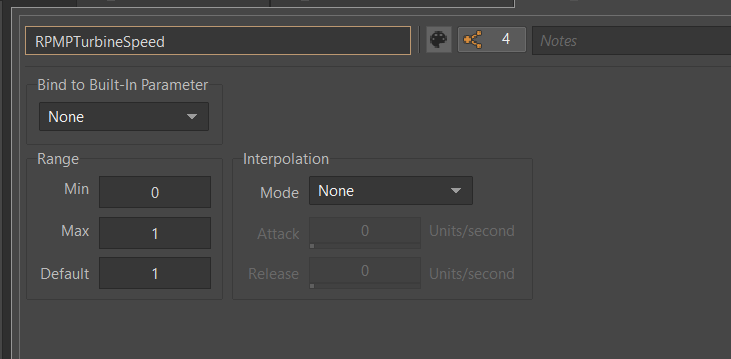 RPMPTurbineSpeed
4
Notes
Bind to Built-In Parameter
None
Range
Min 0
Max 1
Default 1
Interpolation
Mode None
Attack 0 Units/second
Release 0 Units/second